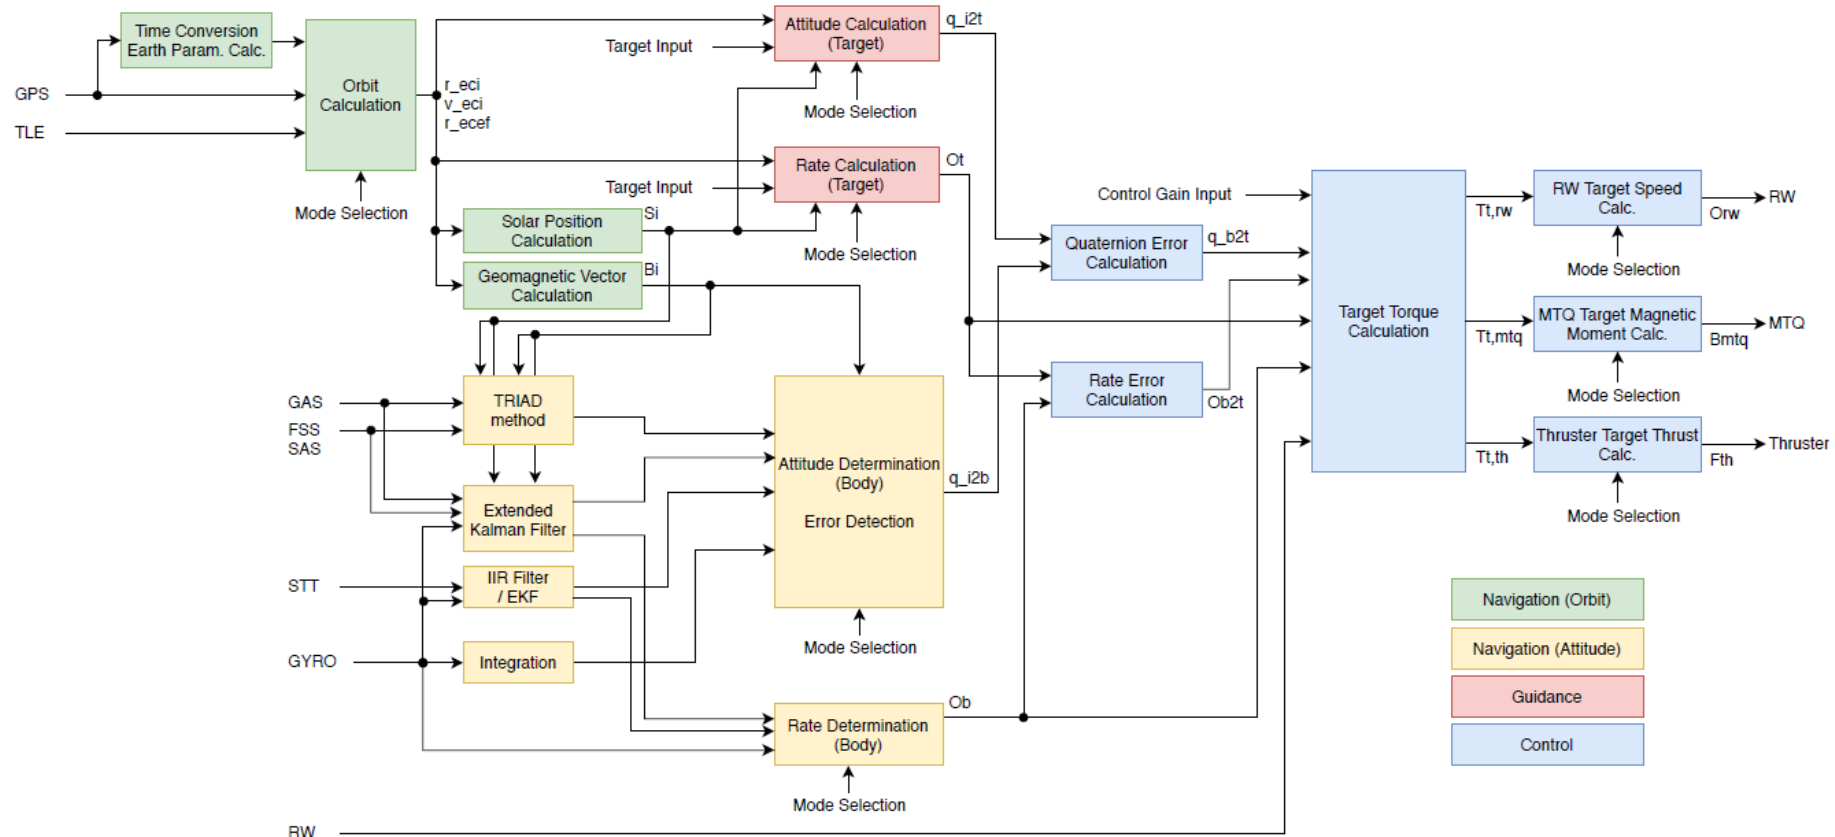 Time Conversion
Earth Param. Calc.
GPS
TLE
Orbit
Calculation
Mode Selection
r_eci
v_eci
r_ecef
Target Input
Attitude Calculation
(Target)
q_i2t
Mode Selection
Target Input
Rate Calculation
(Target)
Ot
Mode Selection
Solar Position
Calculation
Si
Geomagnetic Vector
Calculation
Bi
GAS
FSS
SAS
TRIAD
method
Extended
Kalman Filter
STT
IIR Filter
/ EKF
GYRO
Integration
Attitude Determination
(Body)
Error Detection
q_i2b
Mode Selection
Rate Determination
(Body)
Ob
Mode Selection
RW
Control Gain Input
Quaternion Error
Calculation
q_b2t
Rate Error
Calculation
Ob2t
Target Torque
Calculation
Tt,rw
RW Target Speed
Calc.
Orw
RW
Mode Selection
Tt,mtq
MTQ Target Magnetic
Moment Calc.
Bmtq
MTQ
Mode Selection
Tt,th
Thruster Target Thrust
Calc.
Fth
Thruster
Mode Selection
Navigation (Orbit)
Navigation (Attitude)
Guidance
Control